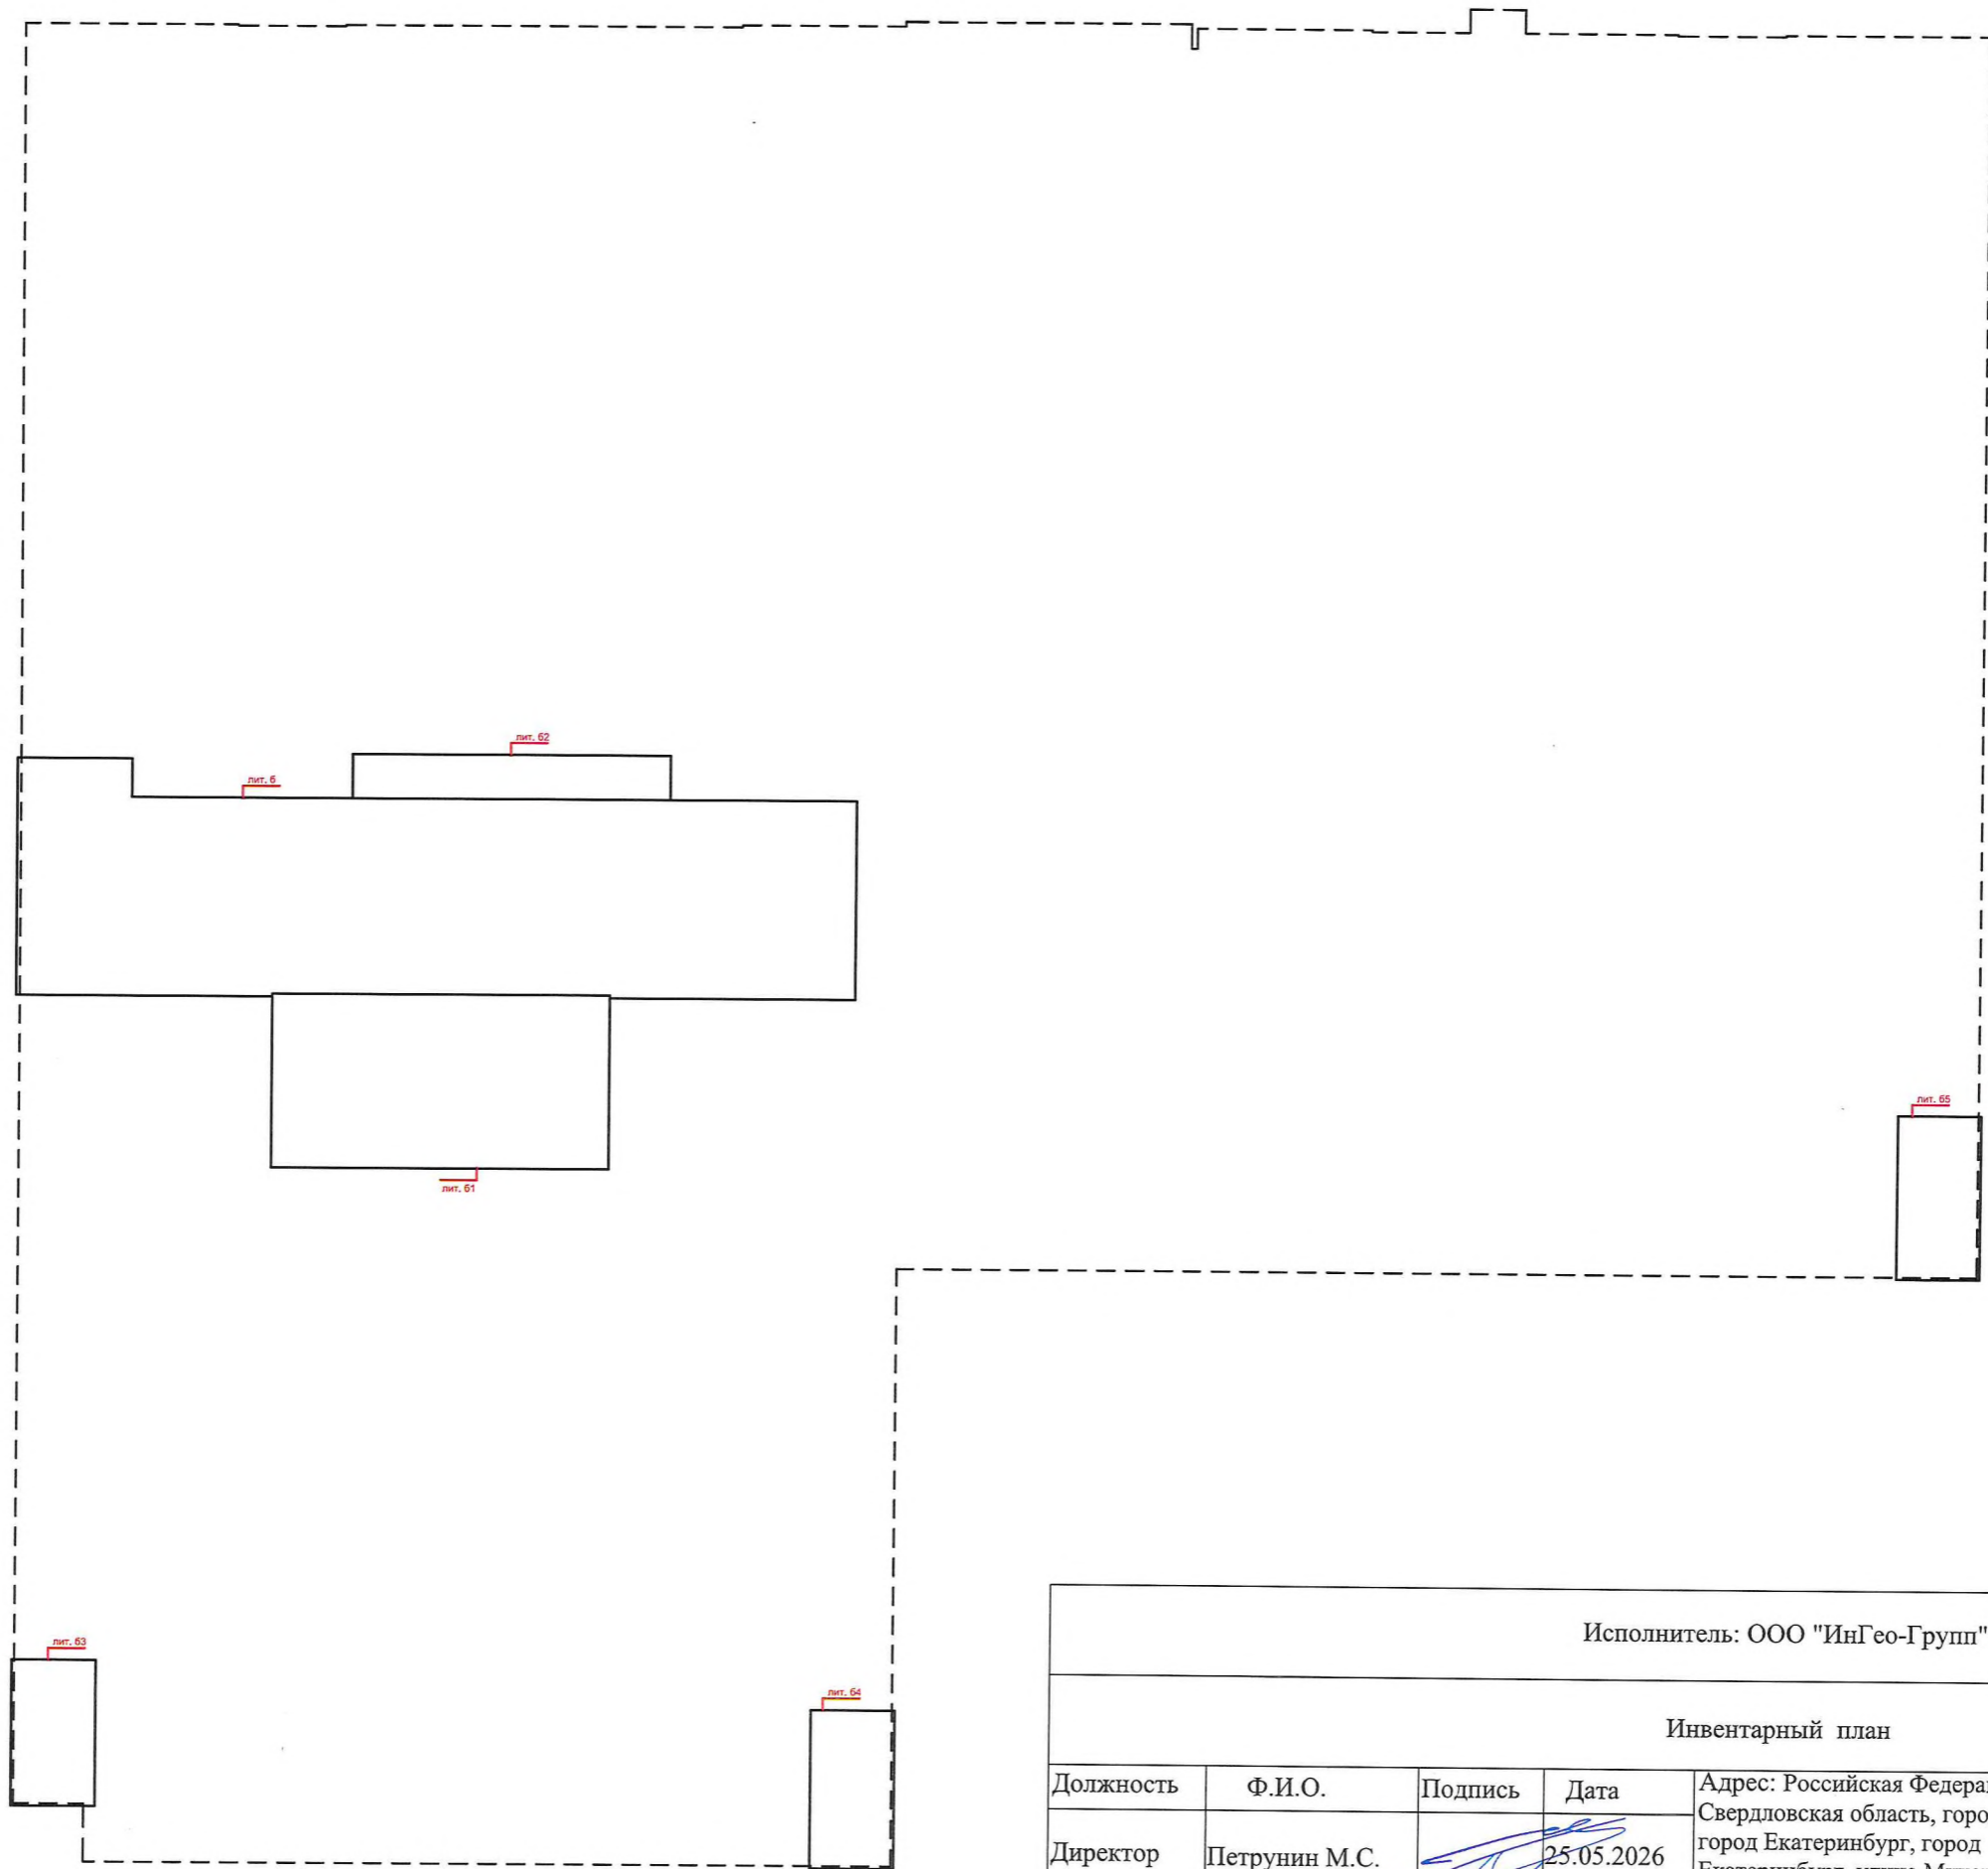 лит. 62
лит. 6
лит. 65
лит. 61
лит. 63
лит. 64
Исполнитель: ООО "ИнГео-Групп"
Инвентарный план
Должность Ф.И.О. Подпись Дата
Директор Петрунин М.С. 25.05.2026
Адрес: Российская Федера
Свердловская область, горо
город Екатеринбург, город